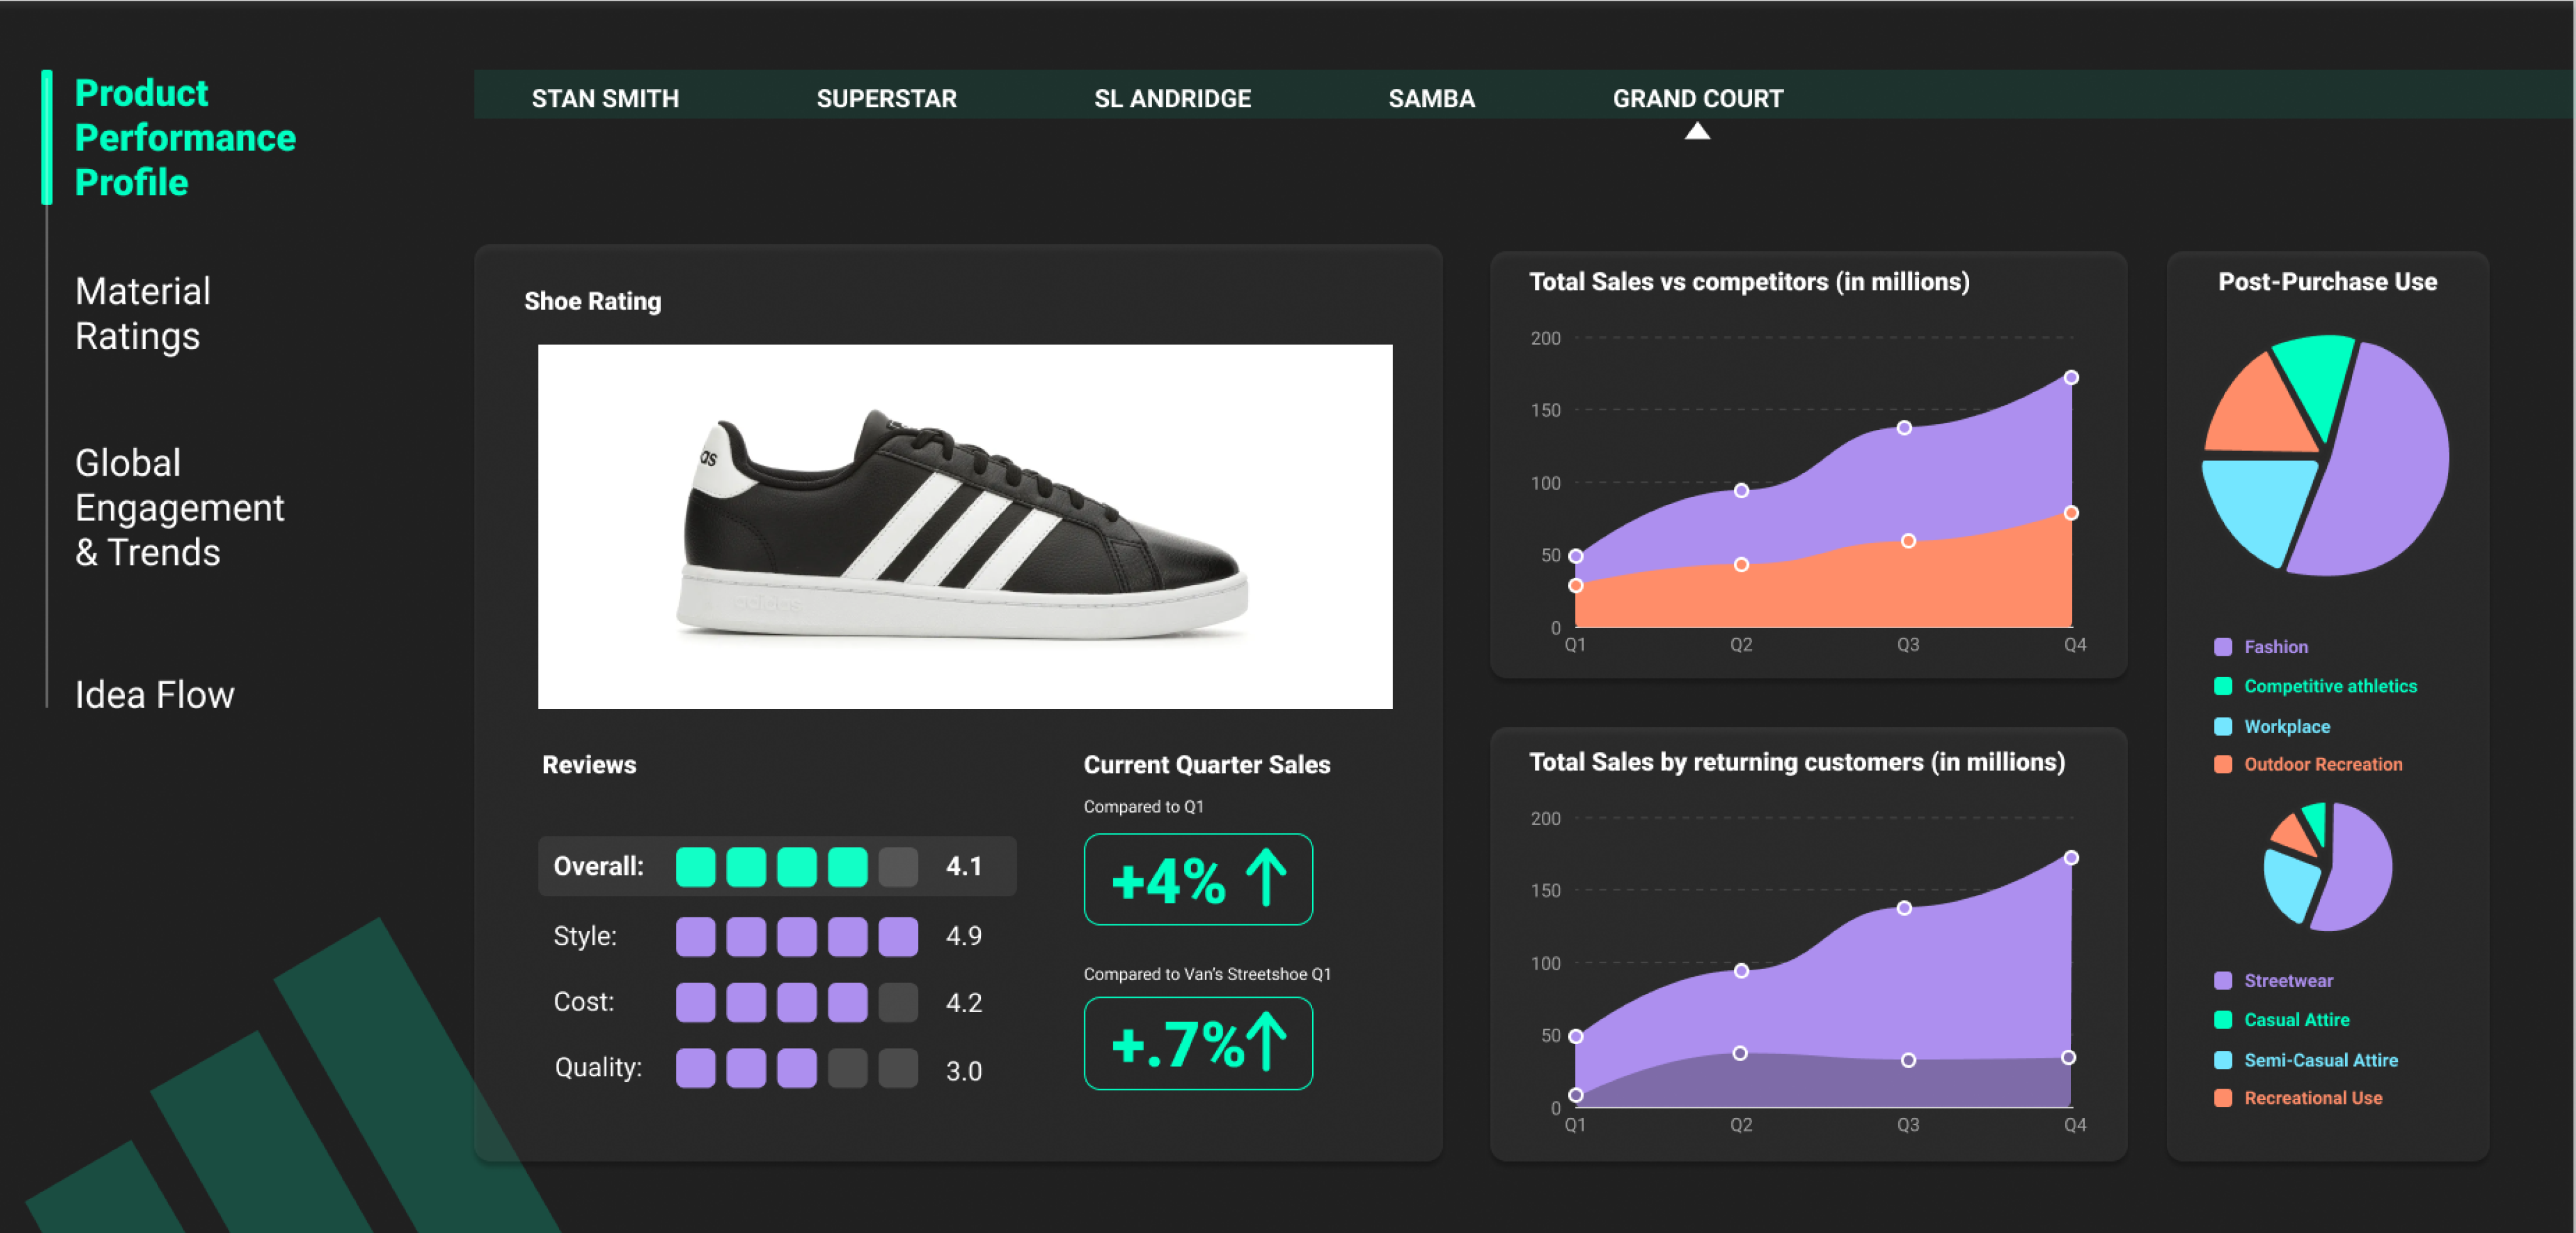 Product
Performance
Profile
Material
Ratings
Global
Engagement
& Trends
Idea Flow
STAN SMITH
SUPERSTAR
SL ANDRIDGE
SAMBA
GRAND COURT
Shoe Rating
as
adidas
Reviews
Overall: 4.1
Style: 4.9
Cost: 4.2
Quality: 3.0
Current Quarter Sales
Compared to Q1
+4%
Compared to Van's Streetshoe Q1
+.7%
Total Sales vs competitors (in millions)
200
150
100
50
0
Q1 Q2 Q3 Q4
Total Sales by returning customers (in millions)
200
150
100
50
0
Q1 Q2 Q3 Q4
Post-Purchase Use
Fashion
Competitive athletics
Workplace
Outdoor Recreation
Streetwear
Casual Attire
Semi-Casual Attire
Recreational Use